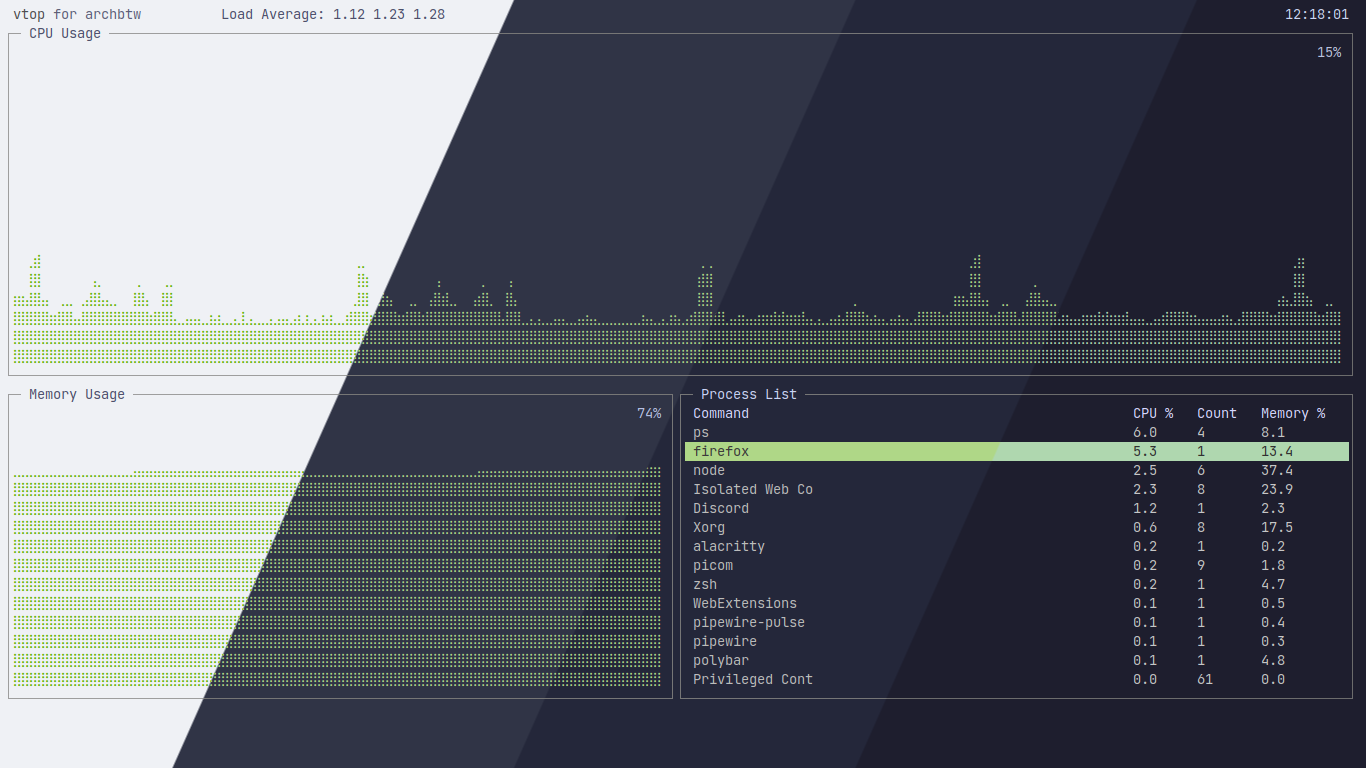 vtop for archbtw Load Average: 1.12 1.23 1.28 12:18:01
CPU Usage
15%
Memory Usage
74%
Process List
Command CPU % Count Memory %
ps 6.0 4 8.1
firefox 5.3 1 13.4
node 2.5 6 37.4
Isolated Web Co 2.3 8 23.9
Discord 1.2 1 2.3
Xorg 0.6 8 17.5
alacritty 0.2 1 0.2
picom 0.2 9 1.8
zsh 0.2 1 4.7
WebExtensions 0.1 1 0.5
pipewire-pulse 0.1 1 0.4
pipewire 0.1 1 0.3
polybar 0.1 1 4.8
Privileged Cont 0.0 61 0.0